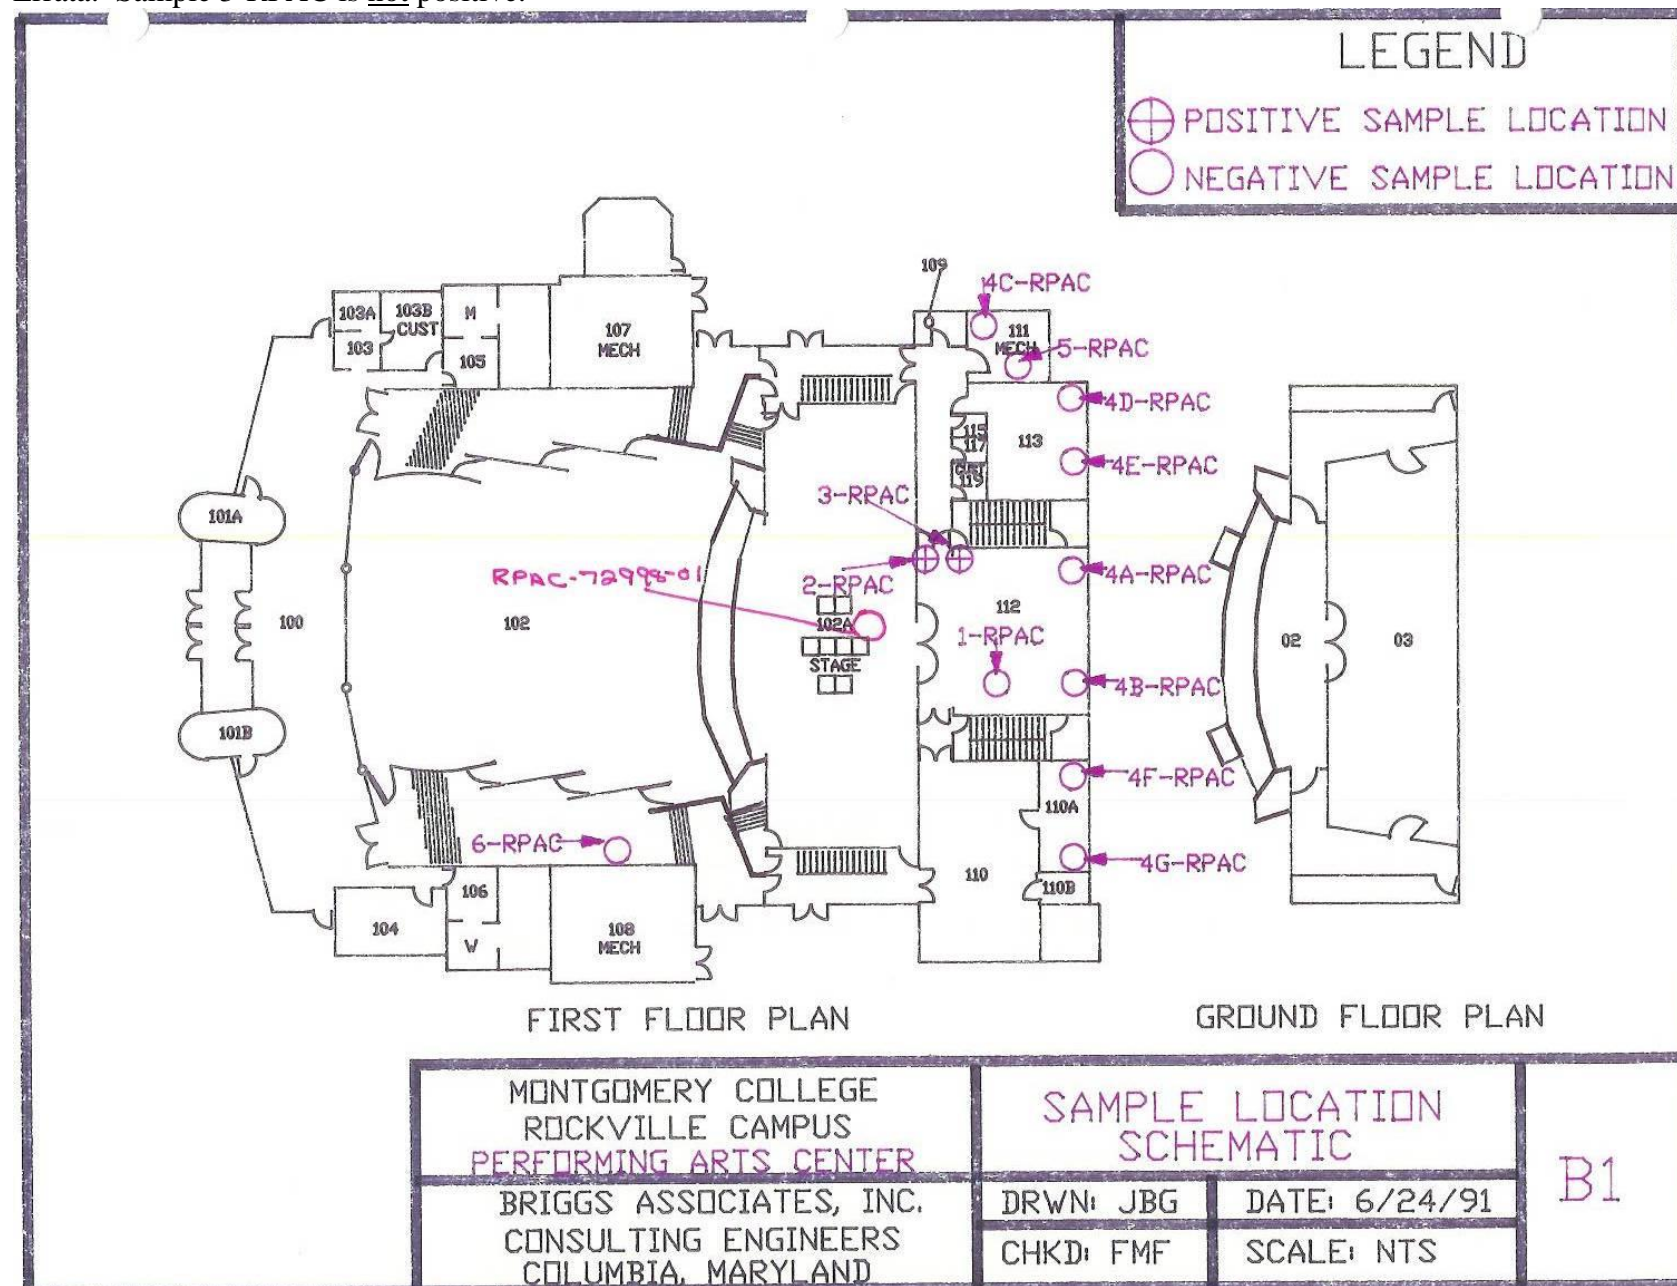 Errata: Sample 3-RPAC is not positive.
LEGEND
POSITIVE SAMPLE LOCATION
NEGATIVE SAMPLE LOCATION
109
4C-RPAC
103A
103B
CUST
M
107
MECH
111
MECH
5-RPAC
103
105
4D-RPAC
115
117
113
CUST
119
4E-RPAC
3-RPAC
101A
RPAC-72998-01
2-RPAC
4A-RPAC
100
102
102A
112
1-RPAC
02
03
STAGE
4B-RPAC
101B
4F-RPAC
110A
6-RPAC
4G-RPAC
106
110
110B
104
W
108
MECH
FIRST FLOOR PLAN
GROUND FLOOR PLAN
MONTGOMERY COLLEGE
ROCKVILLE CAMPUS
PERFORMING ARTS CENTER
SAMPLE LOCATION
SCHEMATIC
B1
BRIGGS ASSOCIATES, INC.
CONSULTING ENGINEERS
COLUMBIA, MARYLAND
DRWN: JBG
DATE: 6/24/91
CHKD: FMF
SCALE: NTS